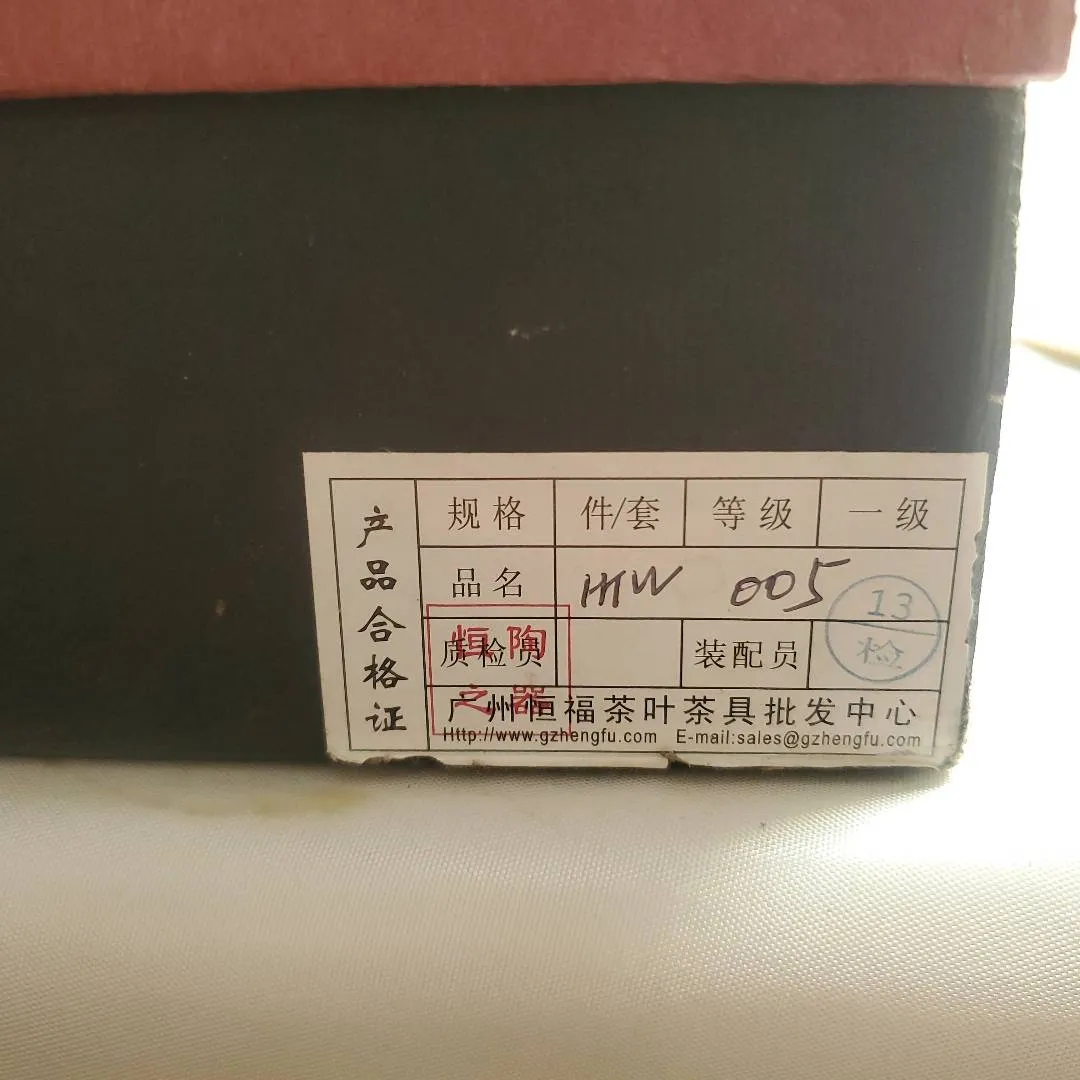 产品合格证
规格 件/套 等级 一级
品名 HTW 005
质检员 装配员
恒陶
之器
13
检
广州恒福茶叶茶具批发中心
Http://www.gzhengfu.com E-mail:sales@gzhengfu.com